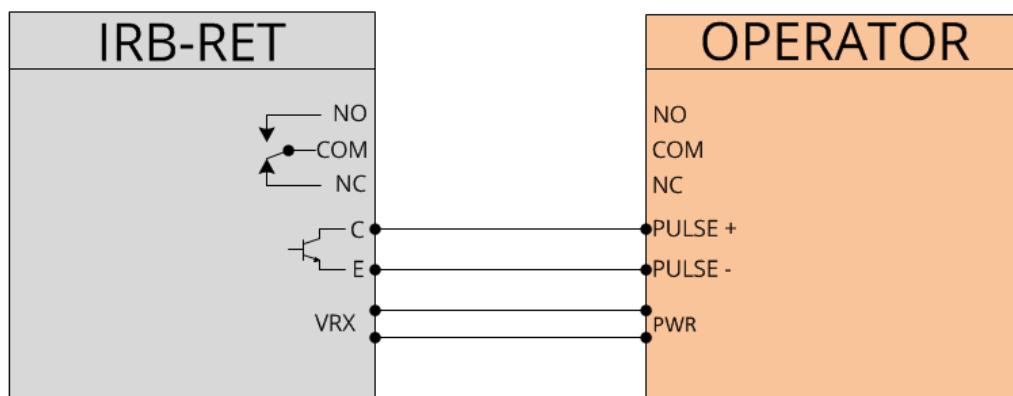 IRB-RET
OPERATOR
NO
COM
NC
C
E
VRX
NO
COM
NC
PULSE +
PULSE -
PWR